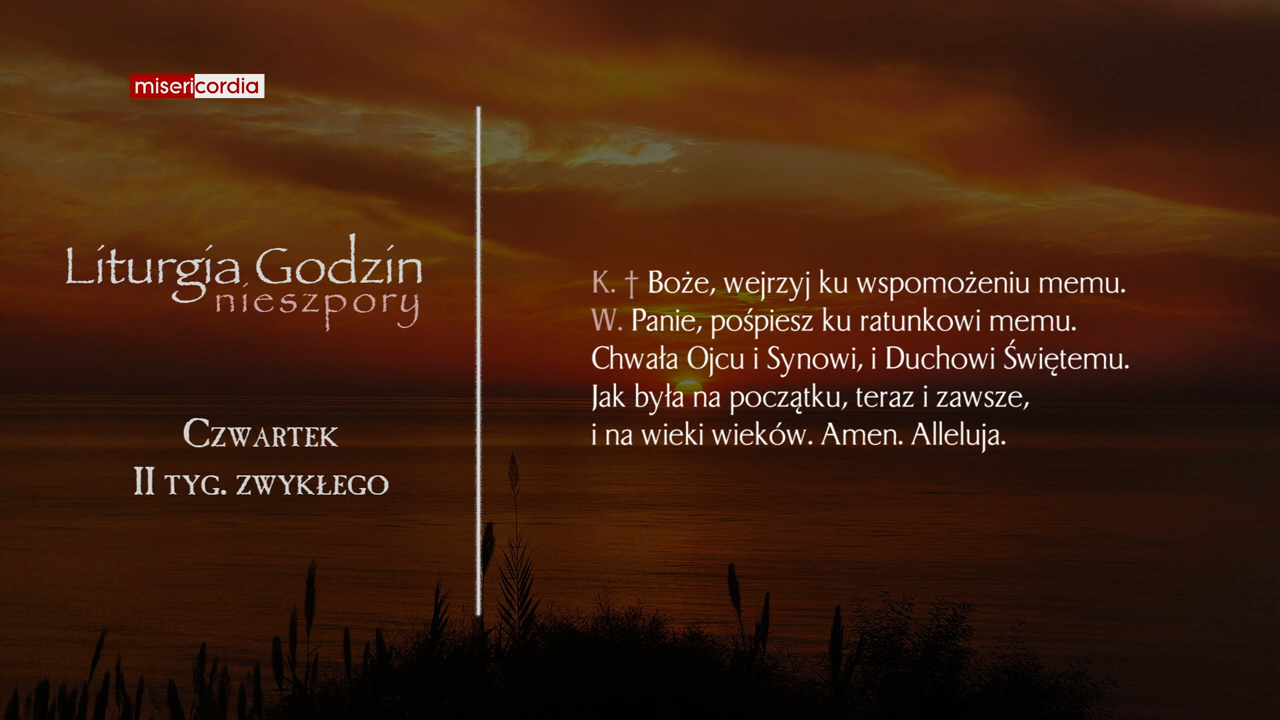 misericordia
Liturgia Godzin
nieszpory
Czwartek
II tyg. zwykłego
K. † Boże, wejrzyj ku wspomożeniu memu.
W. Panie, pośpiesz ku ratunkowi memu.
Chwała Ojcu i Synowi, i Duchowi Świętemu.
Jak była na początku, teraz i zawsze,
i na wieki wieków. Amen. Alleluja.